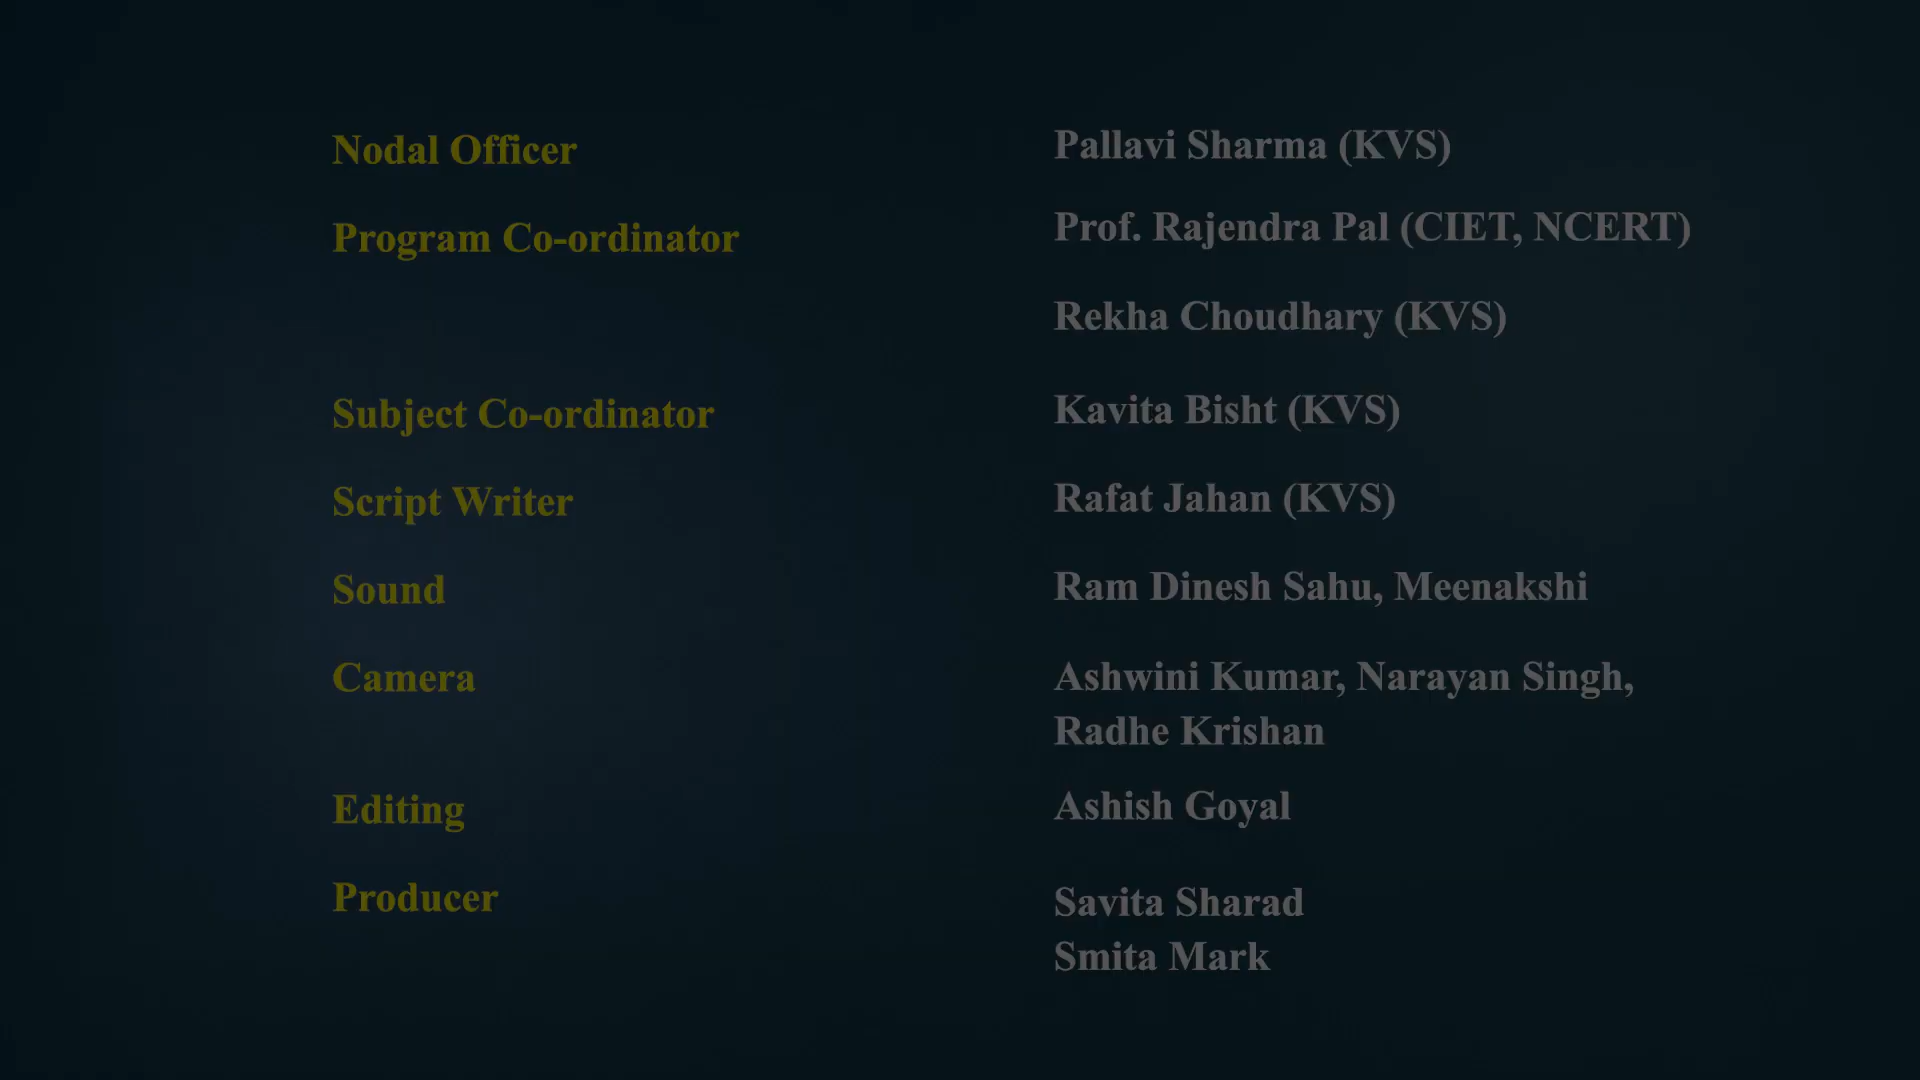 Nodal Officer Pallavi Sharma (KVS)
Program Co-ordinator Prof. Rajendra Pal (CIET, NCERT)
Rekha Choudhary (KVS)
Subject Co-ordinator Kavita Bisht (KVS)
Script Writer Rafat Jahan (KVS)
Sound Ram Dinesh Sahu, Meenakshi
Camera Ashwini Kumar, Narayan Singh,
Radhe Krishan
Editing Ashish Goyal
Producer Savita Sharad
Smita Mark